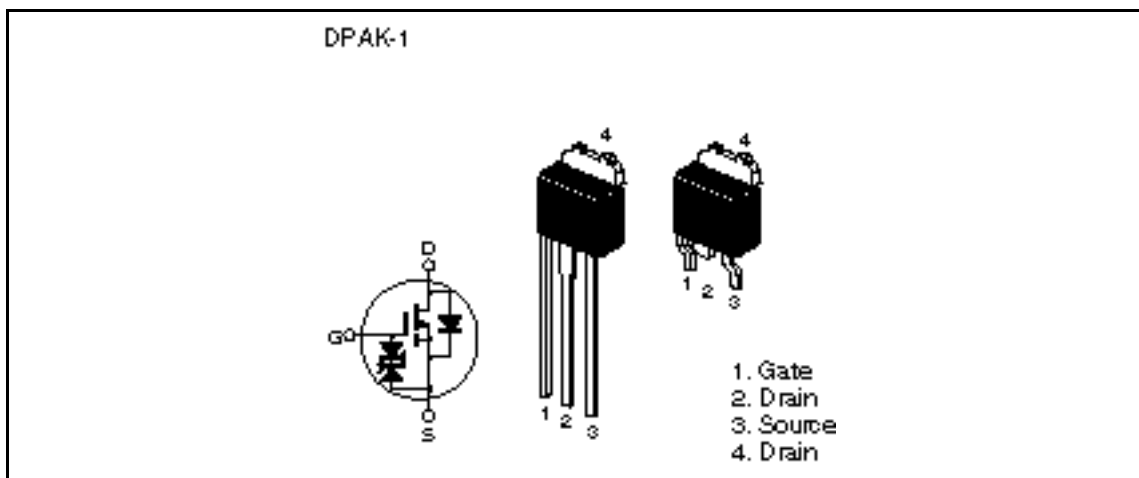 DPAK-1
4
4
D
G
S
1
2
3
1
2
3
1. Gate
2. Drain
3. Source
4. Drain